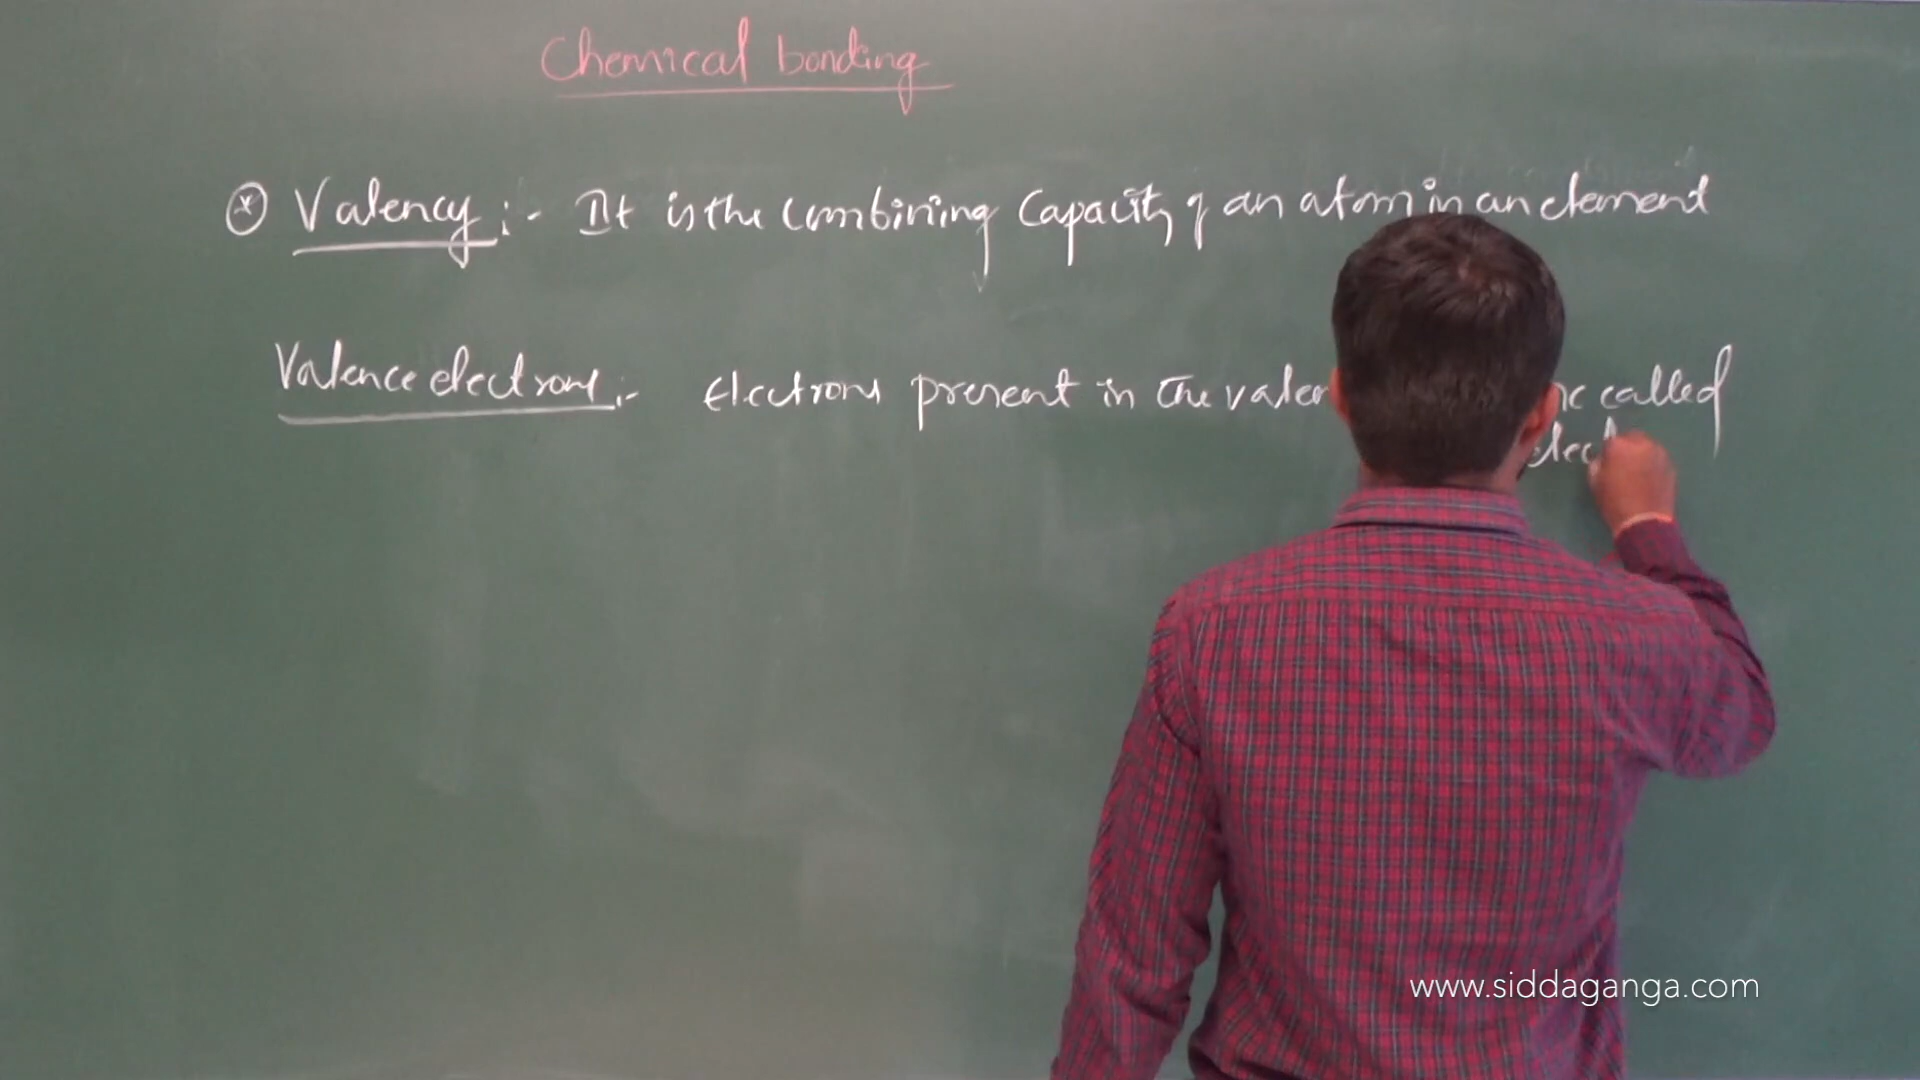 Chemical bonding
Valency :- It is the combining capacity of an atom in an element
Valence electrons :- Electrons present in the valen called
elect
www.siddaganga.com